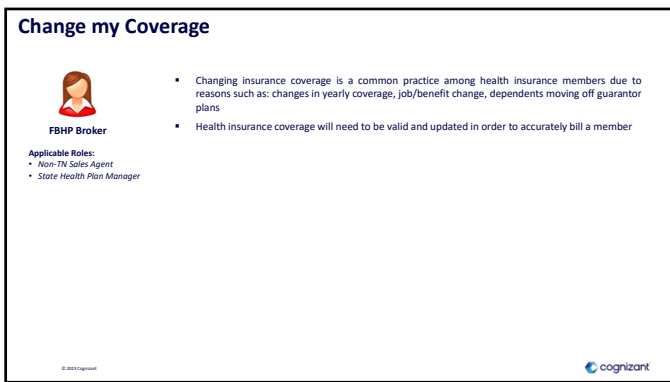 Change my Coverage
FBHP Broker
Applicable Roles:
• Non-TN Sales Agent
• State Health Plan Manager
▪ Changing insurance coverage is a common practice among health insurance members due to
reasons such as: changes in yearly coverage, job/benefit change, dependents moving off guarantor
plans
▪ Health insurance coverage will need to be valid and updated in order to accurately bill a member
© 2023 Cognizant
cognizant